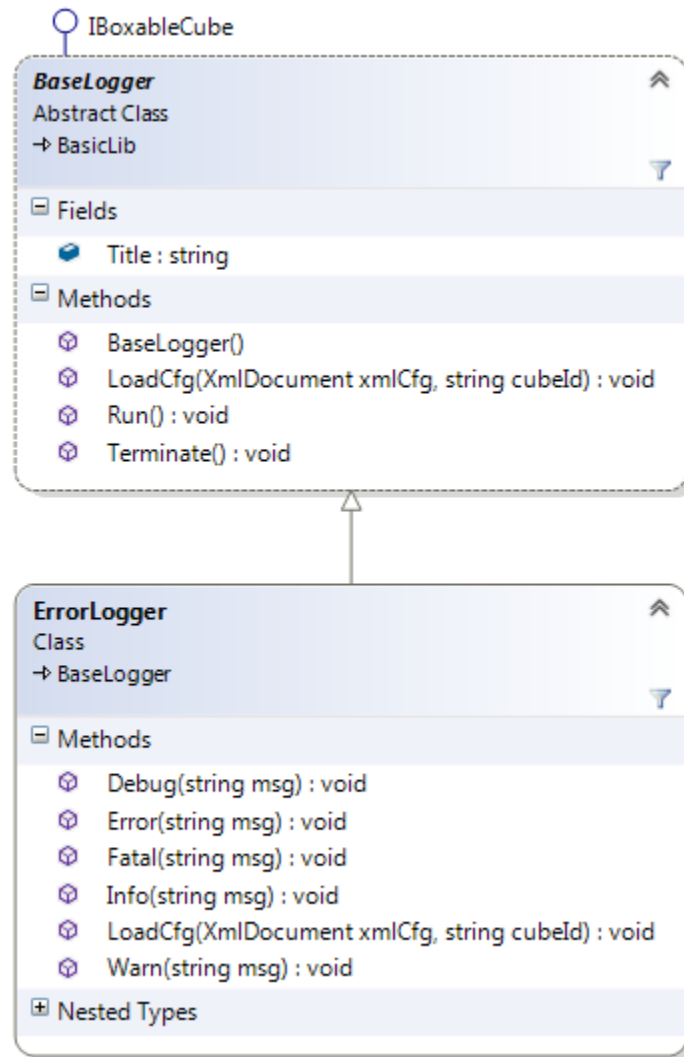 IBoxableCube
BaseLogger
Abstract Class
BasicLib
Fields
Title : string
Methods
BaseLogger()
LoadCfg(XmlDocument xmlCfg, string cubeId) : void
Run() : void
Terminate() : void
ErrorLogger
Class
BaseLogger
Methods
Debug(string msg) : void
Error(string msg) : void
Fatal(string msg) : void
Info(string msg) : void
LoadCfg(XmlDocument xmlCfg, string cubeId) : void
Warn(string msg) : void
Nested Types